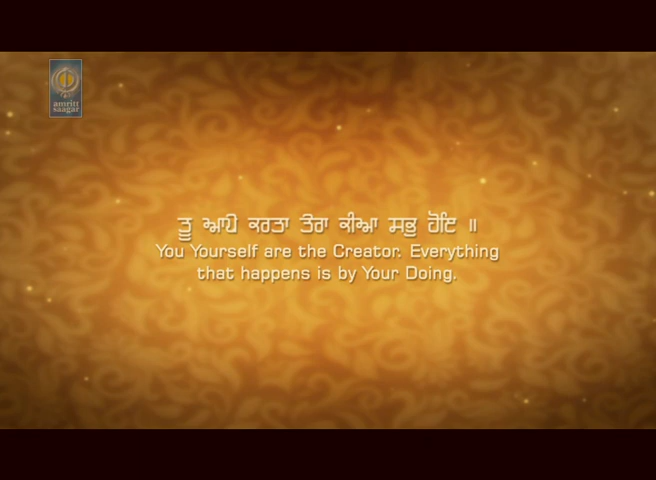 amritt
saagar
ਤੂ ਆਪੇ ਕਰਤਾ ਤੇਰਾ ਕੀਆ ਸਭੁ ਹੋਇ ॥
You Yourself are the Creator. Everything
that happens is by Your Doing.